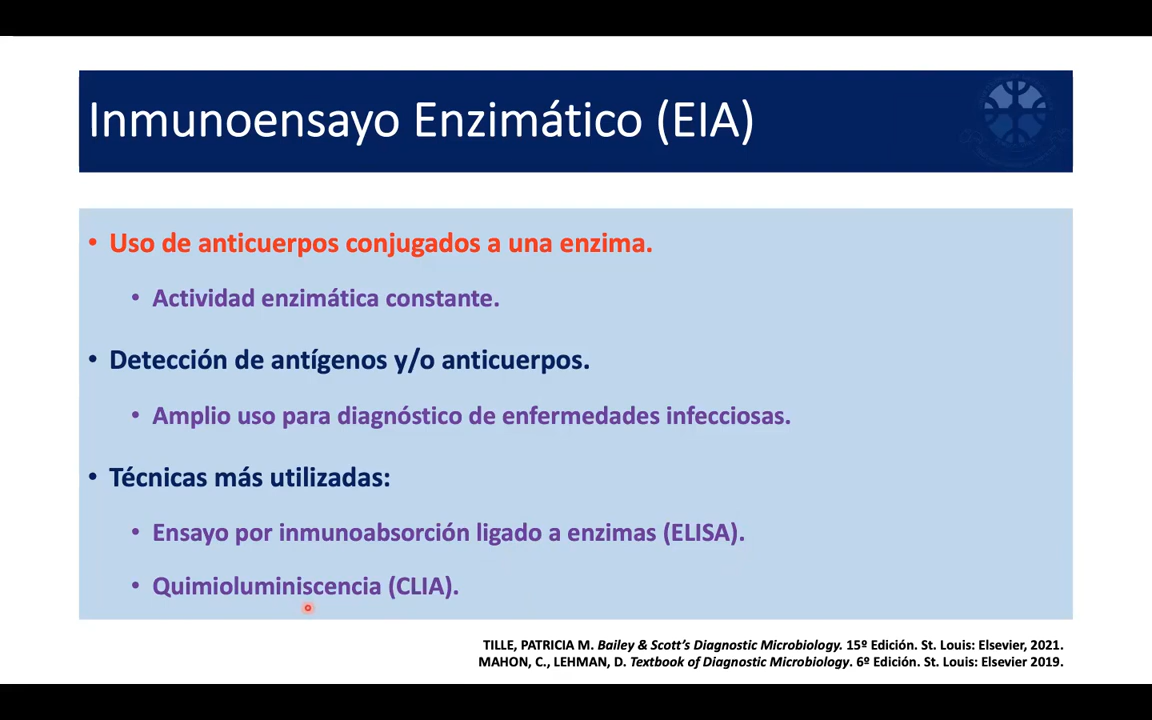 Inmunoensayo Enzimático (EIA)
• Uso de anticuerpos conjugados a una enzima.
• Actividad enzimática constante.
• Detección de antígenos y/o anticuerpos.
• Amplio uso para diagnóstico de enfermedades infecciosas.
• Técnicas más utilizadas:
• Ensayo por inmunoabsorción ligado a enzimas (ELISA).
• Quimioluminiscencia (CLIA).
TILLE, PATRICIA M. Bailey & Scott's Diagnostic Microbiology. 15º Edición. St. Louis: Elsevier, 2021.
MAHON, C., LEHMAN, D. Textbook of Diagnostic Microbiology. 6º Edición. St. Louis: Elsevier 2019.